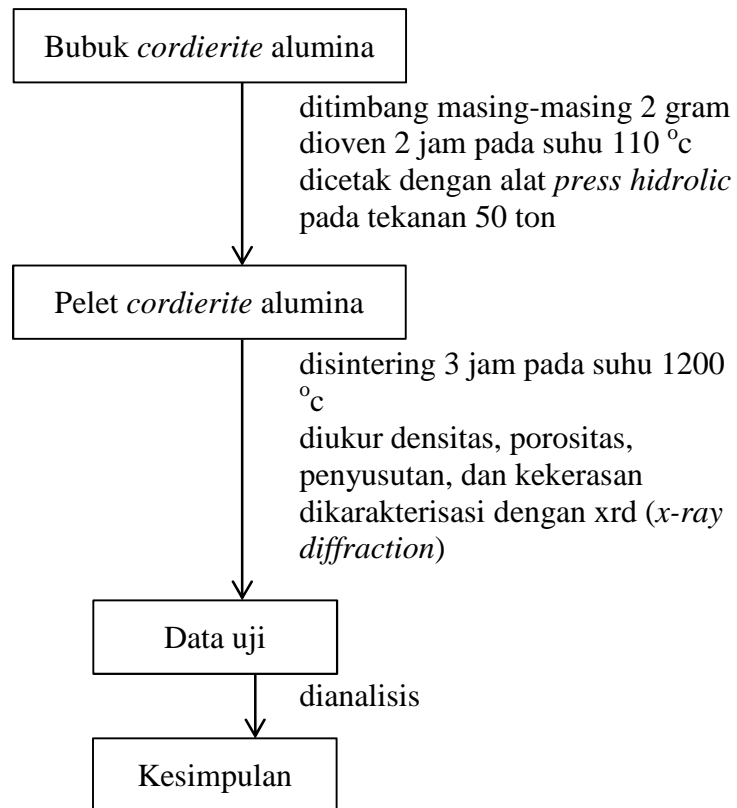 Bubuk cordierite alumina
ditimbang masing-masing 2 gram
dioven 2 jam pada suhu 110 °c
dicetak dengan alat press hidrolic
pada tekanan 50 ton
Pelet cordierite alumina
disintering 3 jam pada suhu 1200
°c
diukur densitas, porositas,
penyusutan, dan kekerasan
dikarakterisasi dengan xrd (x-ray
diffraction)
Data uji
dianalisis
Kesimpulan